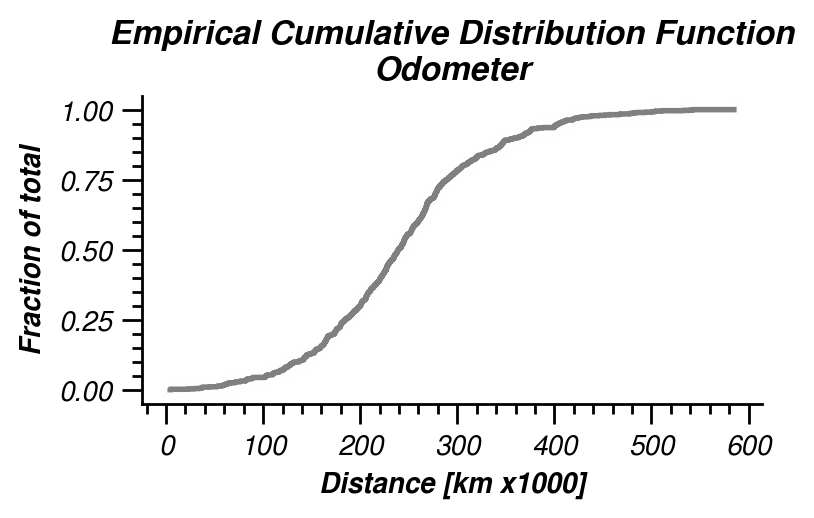 Empirical Cumulative Distribution Function
Odometer
Fraction of total
1.00
0.75
0.50
0.25
0.00
0 100 200 300 400 500 600
Distance [km x1000]